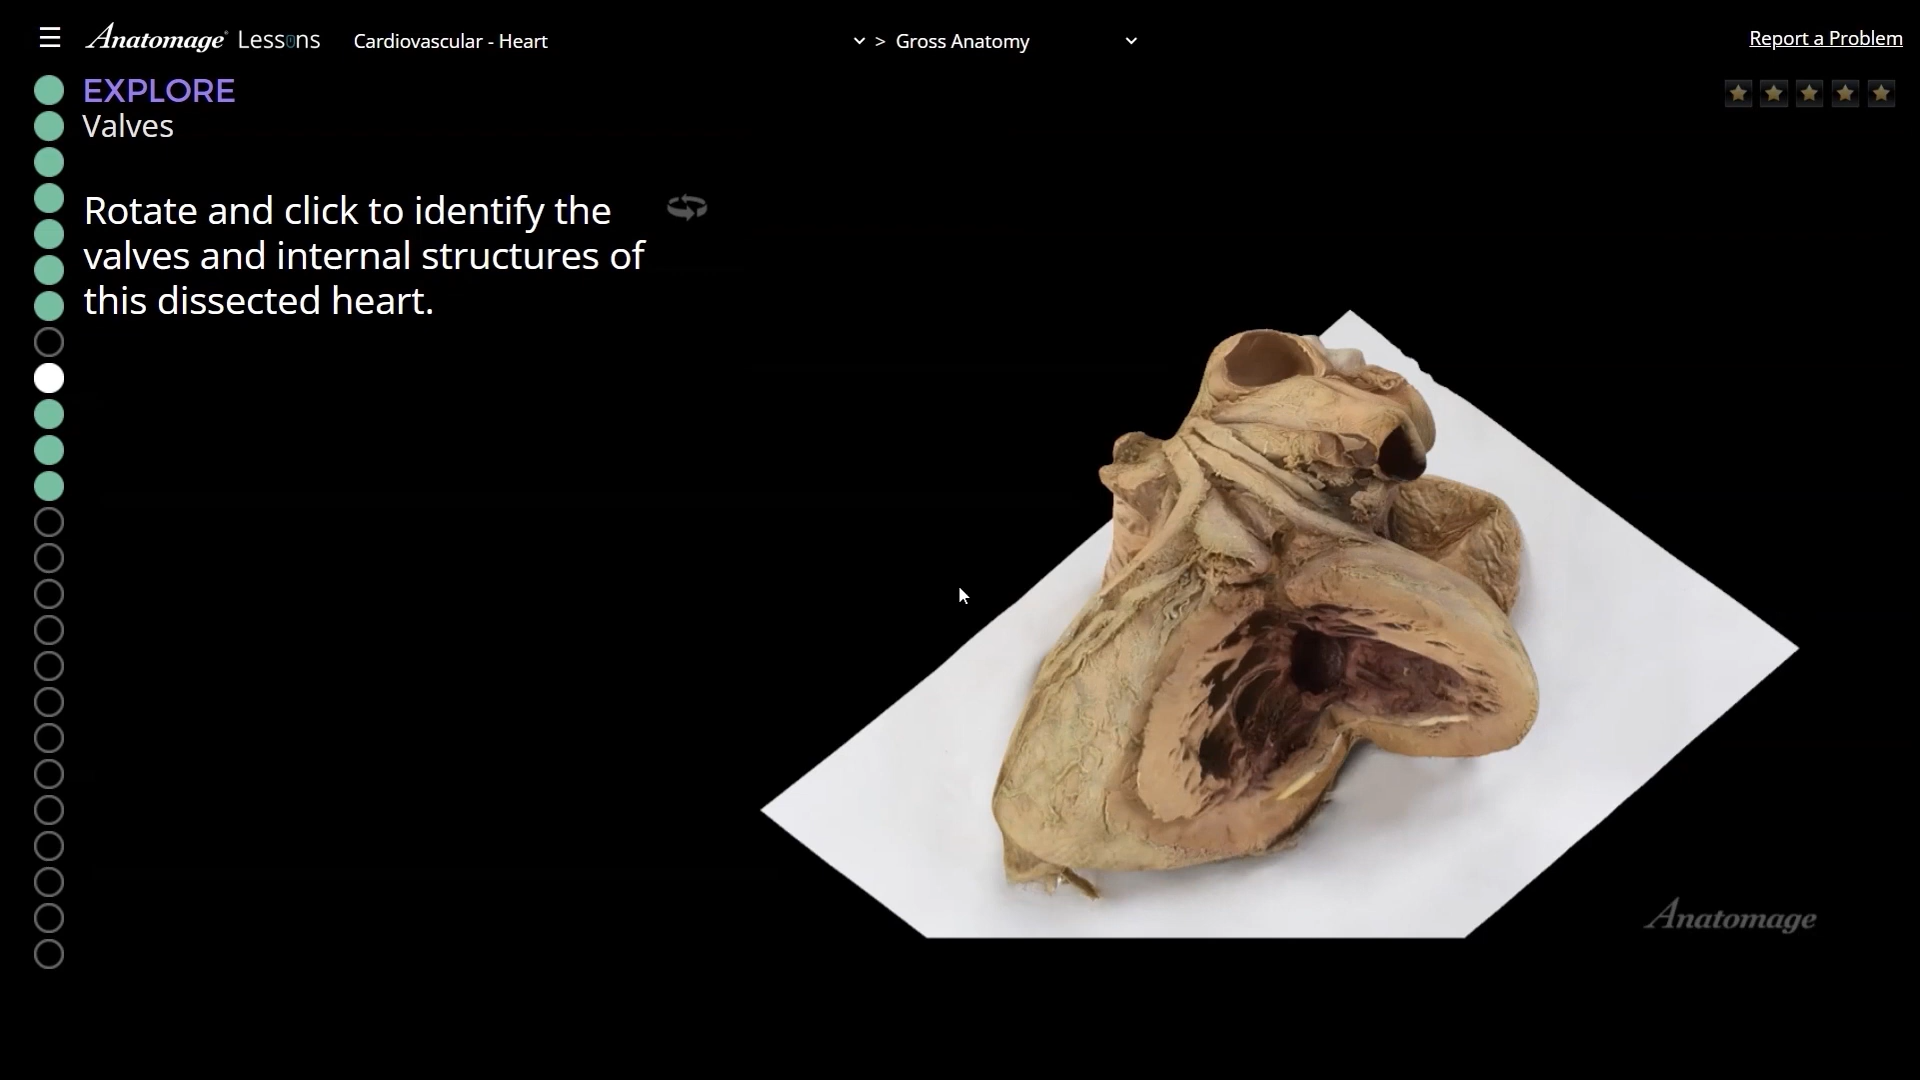 Anatomage Lessons Cardiovascular - Heart > Gross Anatomy Report a Problem
EXPLORE
Valves
Rotate and click to identify the
valves and internal structures of
this dissected heart.
Anatomage